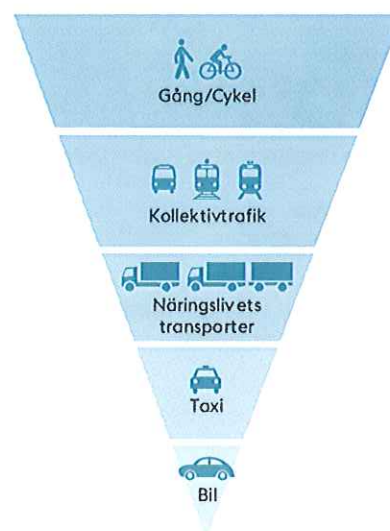 Gång/Cykel
Kollektivtrafik
Näringslivets
transporter
Taxi
Bil